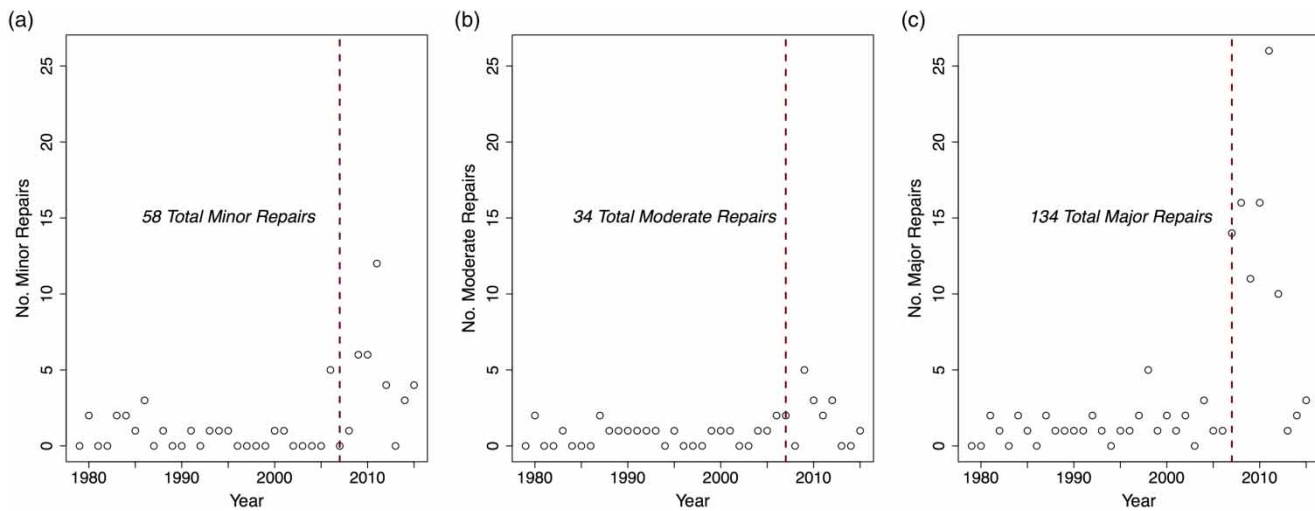 (a)
No. Minor Repairs
25
20
15
10
5
0
58 Total Minor Repairs
1980 1990 2000 2010
Year
(b)
No. Moderate Repairs
25
20
15
10
5
0
34 Total Moderate Repairs
1980 1990 2000 2010
Year
(c)
No. Major Repairs
25
20
15
10
5
0
134 Total Major Repairs
1980 1990 2000 2010
Year